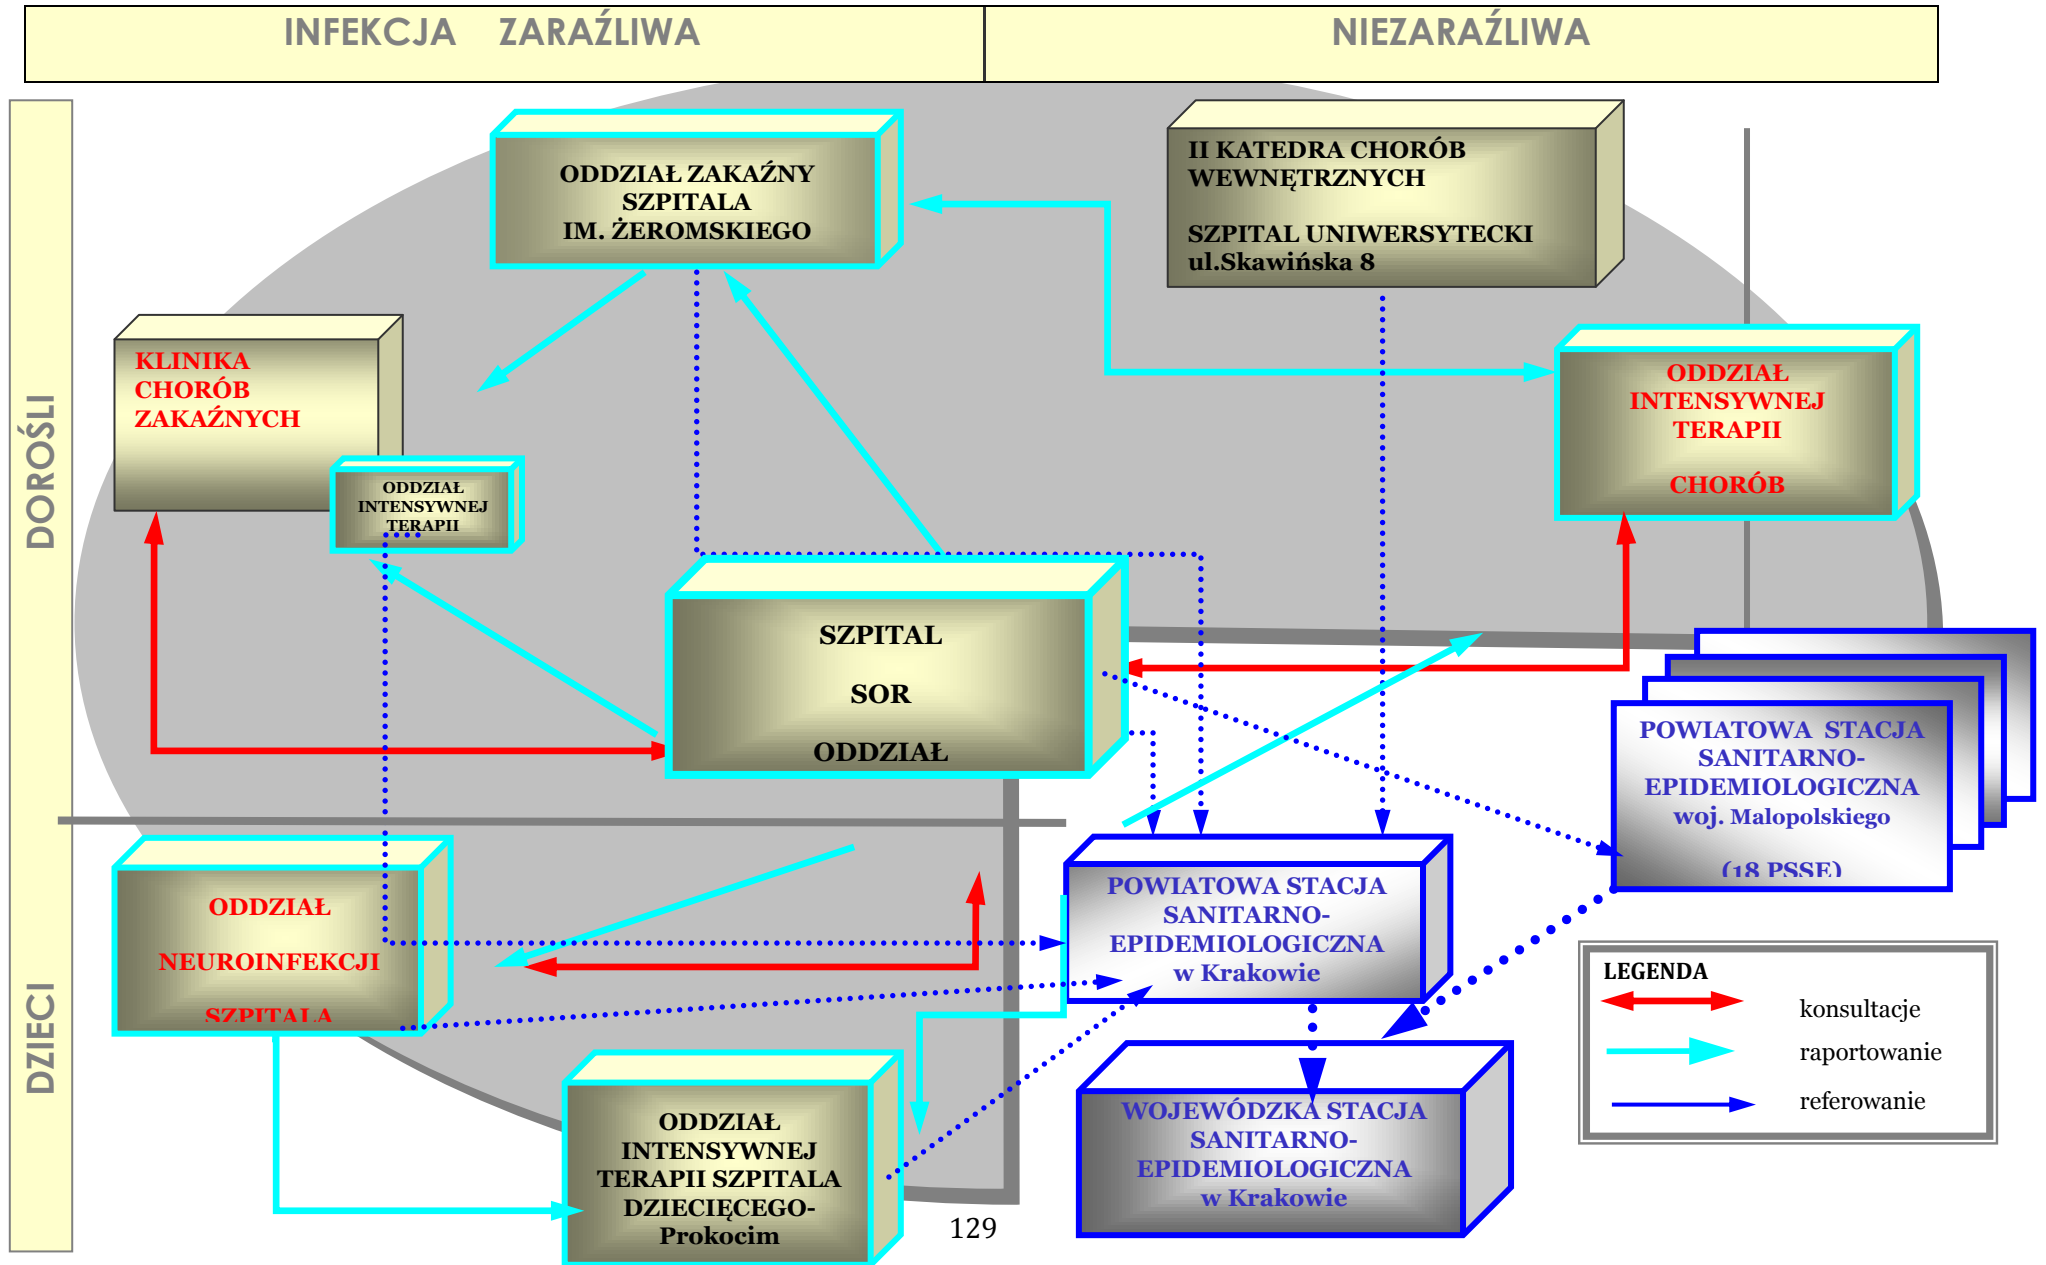 INFEKCJA ZARAŹLIWA
NIEZARAŹLIWA
DOROŚLI
DZIECI
ODDZIAŁ ZAKAŹNY
SZPITALA
IM. ŻEROMSKIEGO
II KATEDRA CHORÓB
WEWNĘTRZNYCH
SZPITAL UNIWERSYTECKI
ul.Skawińska 8
KLINIKA
CHORÓB
ZAKAŹNYCH
ODDZIAŁ
INTENSYWNEJ
TERAPII
ODDZIAŁ
INTENSYWNEJ
TERAPII
CHORÓB
SZPITAL
SOR
ODDZIAŁ
POWIATOWA STACJA
SANITARNO-
EPIDEMIOLOGICZNA
woj. Malopolskiego
(18 PSSE)
ODDZIAŁ
NEUROINFEKCJI
SZPITALA
POWIATOWA STACJA
SANITARNO-
EPIDEMIOLOGICZNA
w Krakowie
ODDZIAŁ
INTENSYWNEJ
TERAPII SZPITALA
DZIECIĘCEGO-
Prokocim
WOJEWÓDZKA STACJA
SANITARNO-
EPIDEMIOLOGICZNA
w Krakowie
LEGENDA
konsultacje
raportowanie
referowanie
129